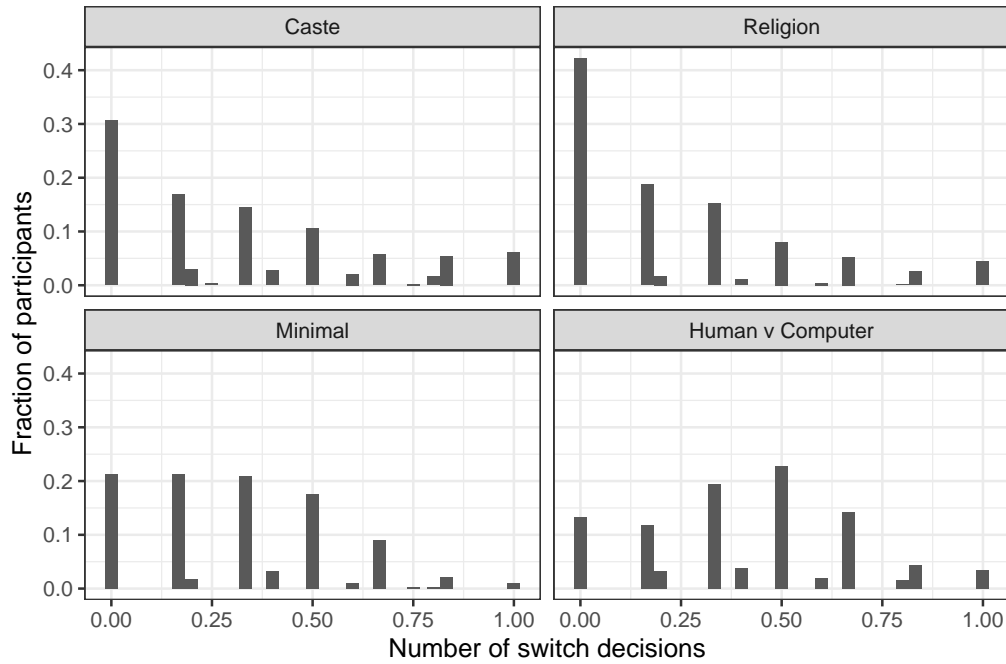 Caste
Religion
0.4
0.3
0.2
0.1
0.0
Minimal
Human v Computer
0.4
0.3
0.2
0.1
0.0
0.00 0.25 0.50 0.75 1.00
0.00 0.25 0.50 0.75 1.00
Number of switch decisions
Fraction of participants